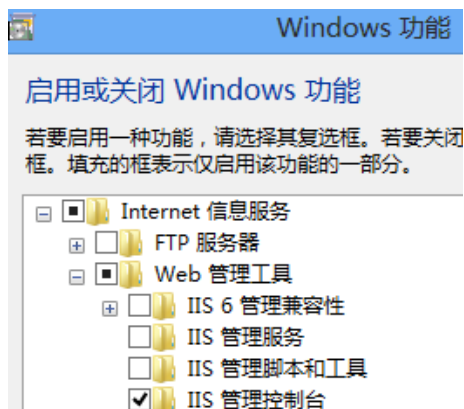 Windows 功能
启用或关闭 Windows 功能
若要启用一种功能，请选择其复选框。若要关闭
框。填充的框表示仅启用该功能的一部分。
Internet 信息服务
FTP 服务器
Web 管理工具
IIS 6 管理兼容性
IIS 管理服务
IIS 管理脚本和工具
IIS 管理控制台